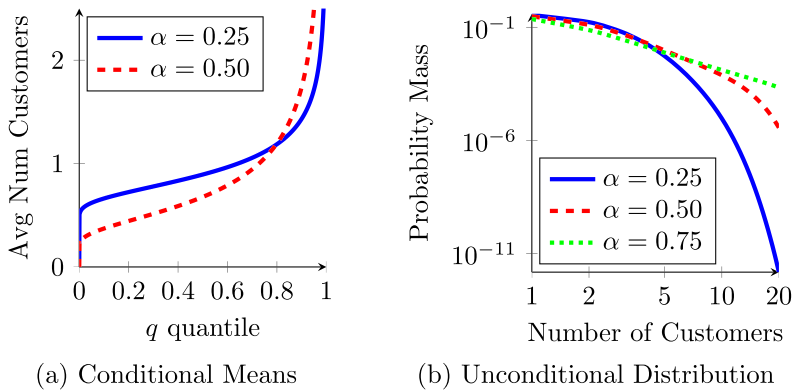 α = 0.25
α = 0.50
Avg Num Customers
2
1
0
0 0.2 0.4 0.6 0.8 1
q quantile
(a) Conditional Means
Probability Mass
10^{-1}
10^{-6}
10^{-11}
α = 0.25
α = 0.50
α = 0.75
1 2 5 10 20
Number of Customers
(b) Unconditional Distribution